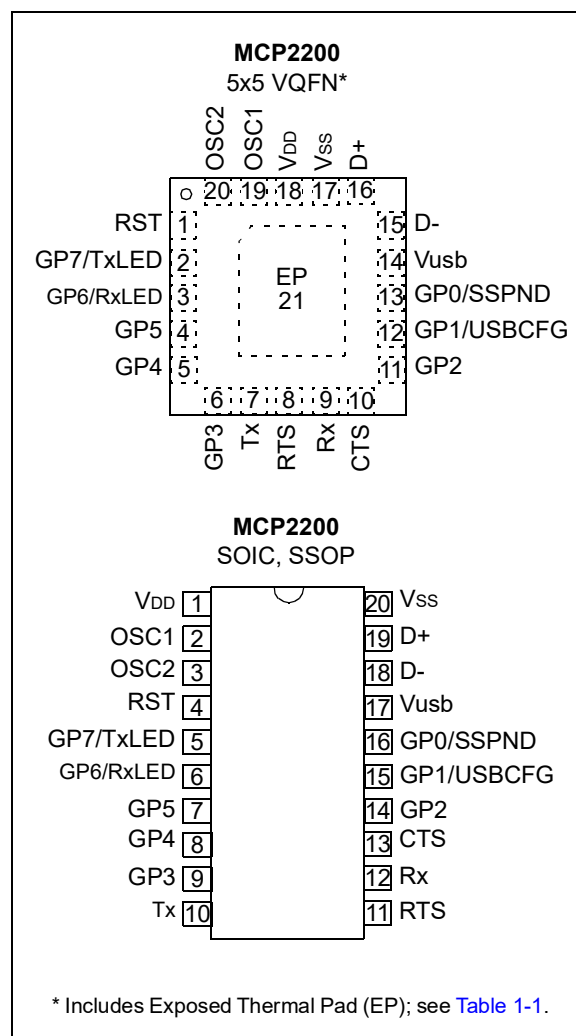 MCP2200
5x5 VQFN*
OSC2 OSC1 VDD VSS D+
20 19 18 17 16
RST 1 15 D-
GP7/TxLED 2 14 Vusb
GP6/RxLED 3 13 GP0/SSPND
GP5 4 12 GP1/USBCFG
GP4 5 11 GP2
EP
21
6 7 8 9 10
GP3 Tx RTS Rx CTS
MCP2200
SOIC, SSOP
VDD 1 20 VSS
OSC1 2 19 D+
OSC2 3 18 D-
RST 4 17 Vusb
GP7/TxLED 5 16 GP0/SSPND
GP6/RxLED 6 15 GP1/USBCFG
GP5 7 14 GP2
GP4 8 13 CTS
GP3 9 12 Rx
Tx 10 11 RTS
* Includes Exposed Thermal Pad (EP); see Table 1-1.